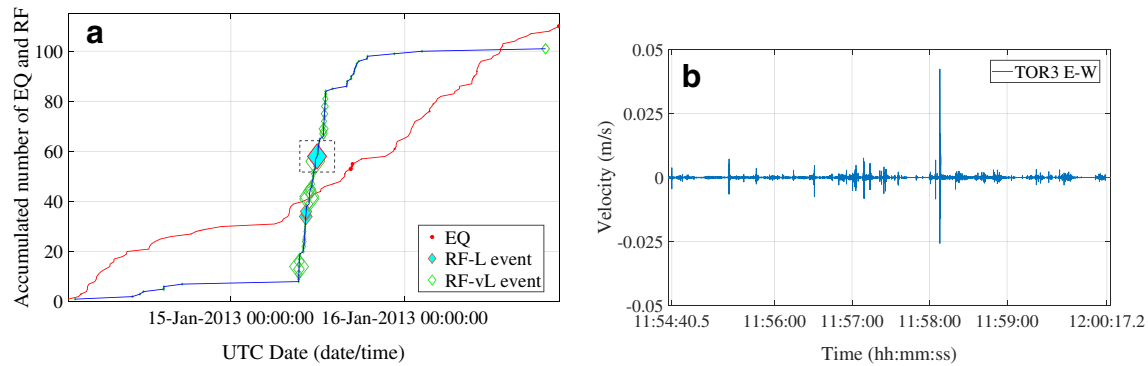 a
Accumulated number of EQ and RF
100
80
60
40
20
0
EQ
RF-L event
RF-vL event
15-Jan-2013 00:00:00 16-Jan-2013 00:00:00
UTC Date (date/time)
b
TOR3 E-W
Velocity (m/s)
0.05
0.025
0
-0.025
-0.05
11:54:40.5 11:56:00 11:57:00 11:58:00 11:59:00 12:00:17.2
Time (hh:mm:ss)